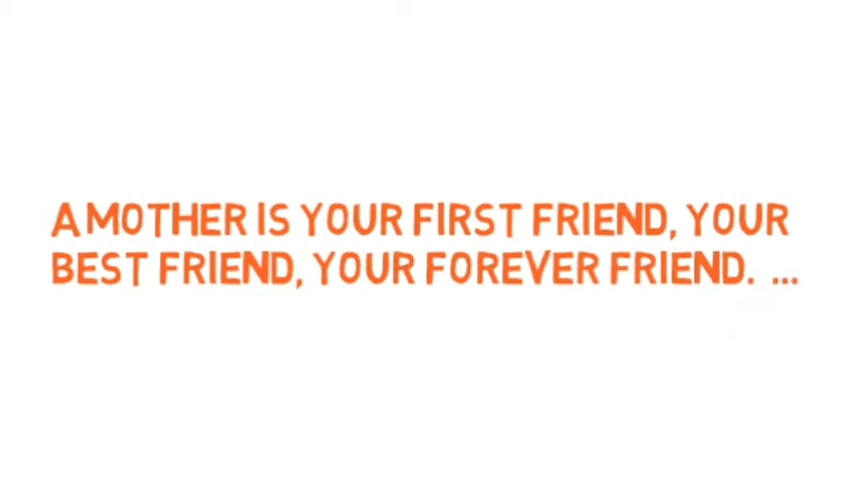 A MOTHER IS YOUR FIRST FRIEND, YOUR
BEST FRIEND, YOUR FOREVER FRIEND. ...